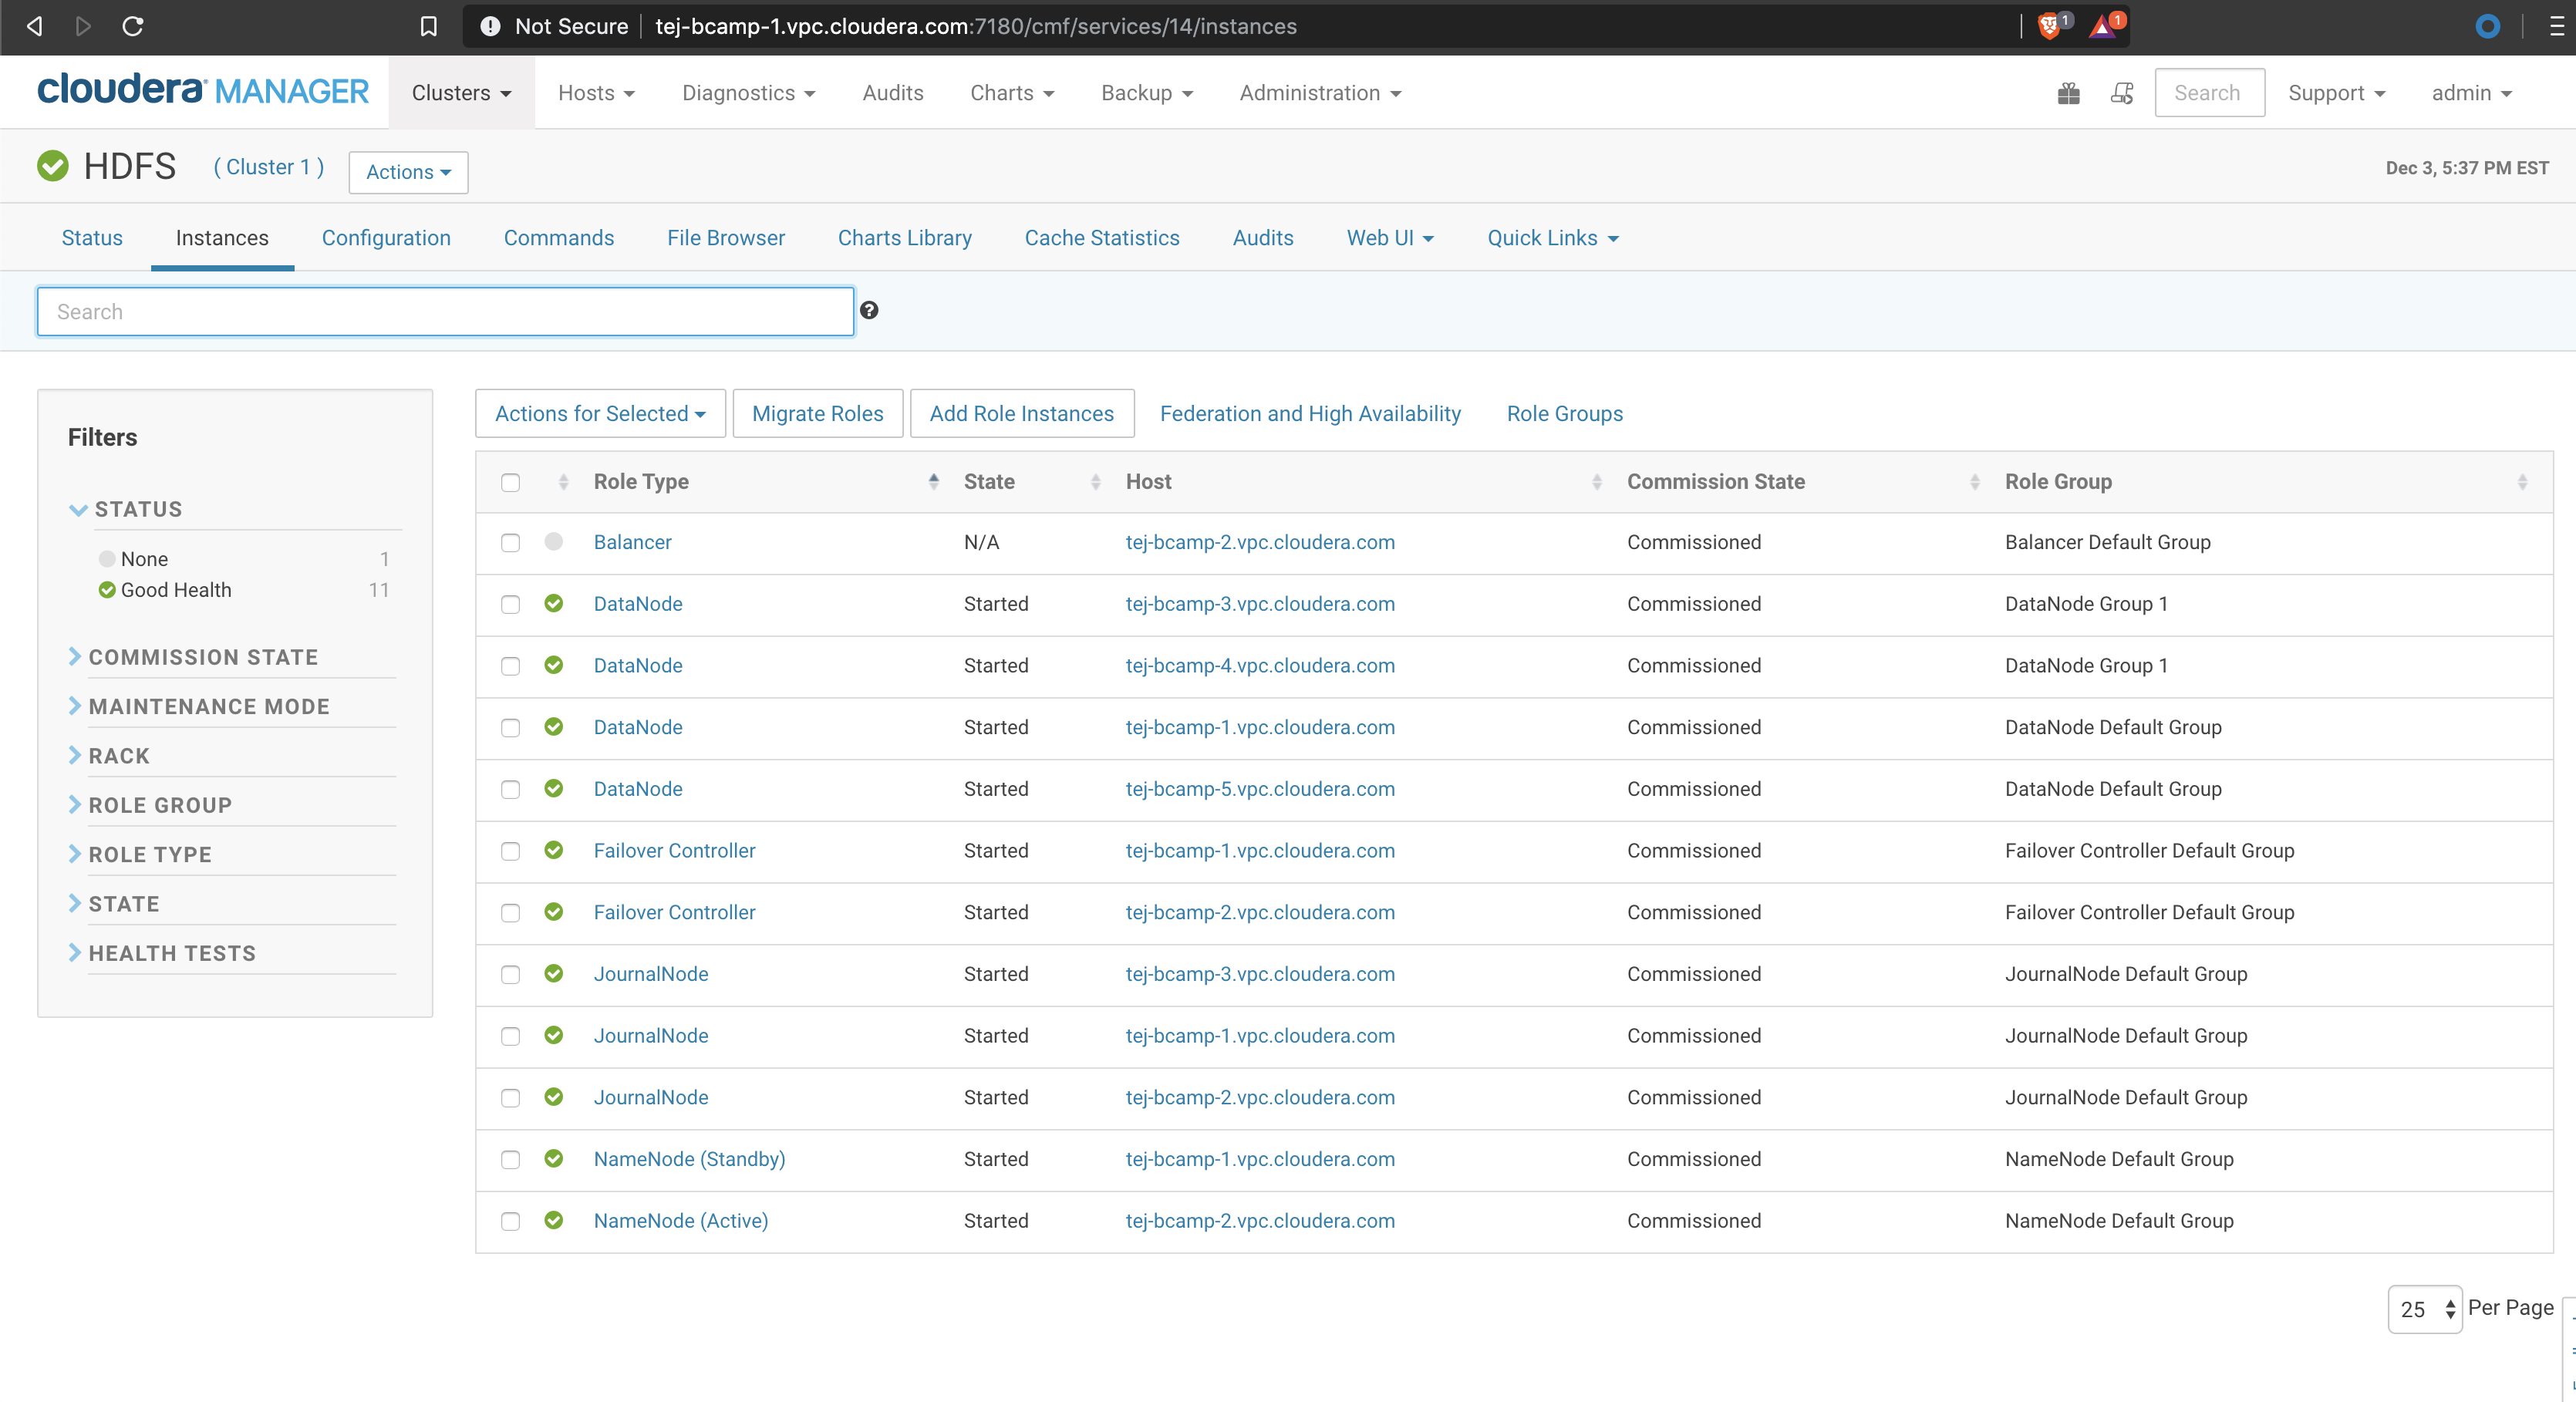 Not Secure tej-bcamp-1.vpc.cloudera.com:7180/cmf/services/14/instances 1 1
cloudera MANAGER Clusters Hosts Diagnostics Audits Charts Backup Administration Search Support admin
HDFS ( Cluster 1 ) Actions Dec 3, 5:37 PM EST
Status Instances Configuration Commands File Browser Charts Library Cache Statistics Audits Web UI Quick Links
Search
Filters
STATUS
None 1
Good Health 11
COMMISSION STATE
MAINTENANCE MODE
RACK
ROLE GROUP
ROLE TYPE
STATE
HEALTH TESTS
Actions for Selected Migrate Roles Add Role Instances Federation and High Availability Role Groups
Role Type State Host Commission State Role Group
Balancer N/A tej-bcamp-2.vpc.cloudera.com Commissioned Balancer Default Group
DataNode Started tej-bcamp-3.vpc.cloudera.com Commissioned DataNode Group 1
DataNode Started tej-bcamp-4.vpc.cloudera.com Commissioned DataNode Group 1
DataNode Started tej-bcamp-1.vpc.cloudera.com Commissioned DataNode Default Group
DataNode Started tej-bcamp-5.vpc.cloudera.com Commissioned DataNode Default Group
Failover Controller Started tej-bcamp-1.vpc.cloudera.com Commissioned Failover Controller Default Group
Failover Controller Started tej-bcamp-2.vpc.cloudera.com Commissioned Failover Controller Default Group
JournalNode Started tej-bcamp-3.vpc.cloudera.com Commissioned JournalNode Default Group
JournalNode Started tej-bcamp-1.vpc.cloudera.com Commissioned JournalNode Default Group
JournalNode Started tej-bcamp-2.vpc.cloudera.com Commissioned JournalNode Default Group
NameNode (Standby) Started tej-bcamp-1.vpc.cloudera.com Commissioned NameNode Default Group
NameNode (Active) Started tej-bcamp-2.vpc.cloudera.com Commissioned NameNode Default Group
25 Per Page